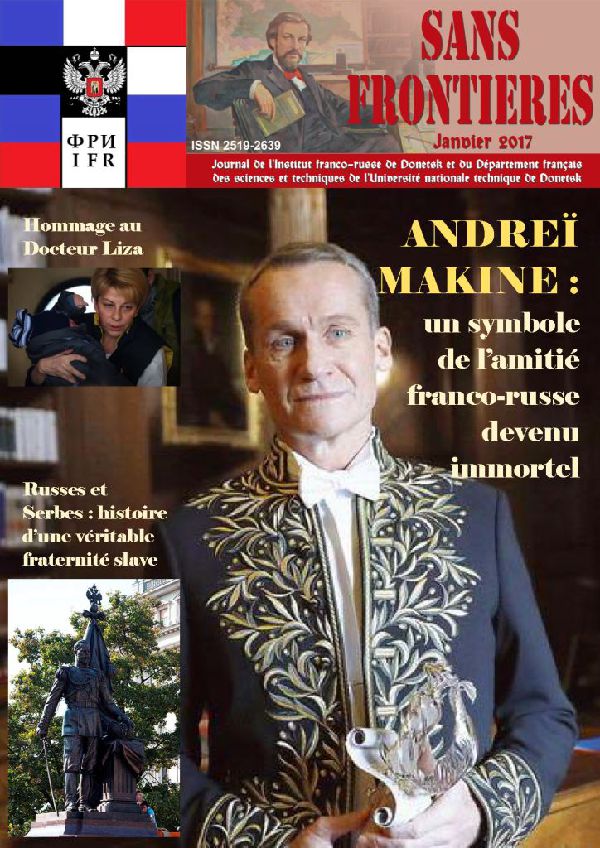 ФРИ
IFR
SANS
FRONTIERES
ISSN 2519-2639
Janvier 2017
Journal de l'Institut franco-russe de Donetsk et du Département français
des sciences et techniques de l'Université nationale technique de Donetsk
Hommage au
Docteur Liza
ANDREÏ
MAKINE :
un symbole
de l'amitié
franco-russe
devenu
immortel
Russes et
Serbes : histoire
d'une véritable
fraternité slave